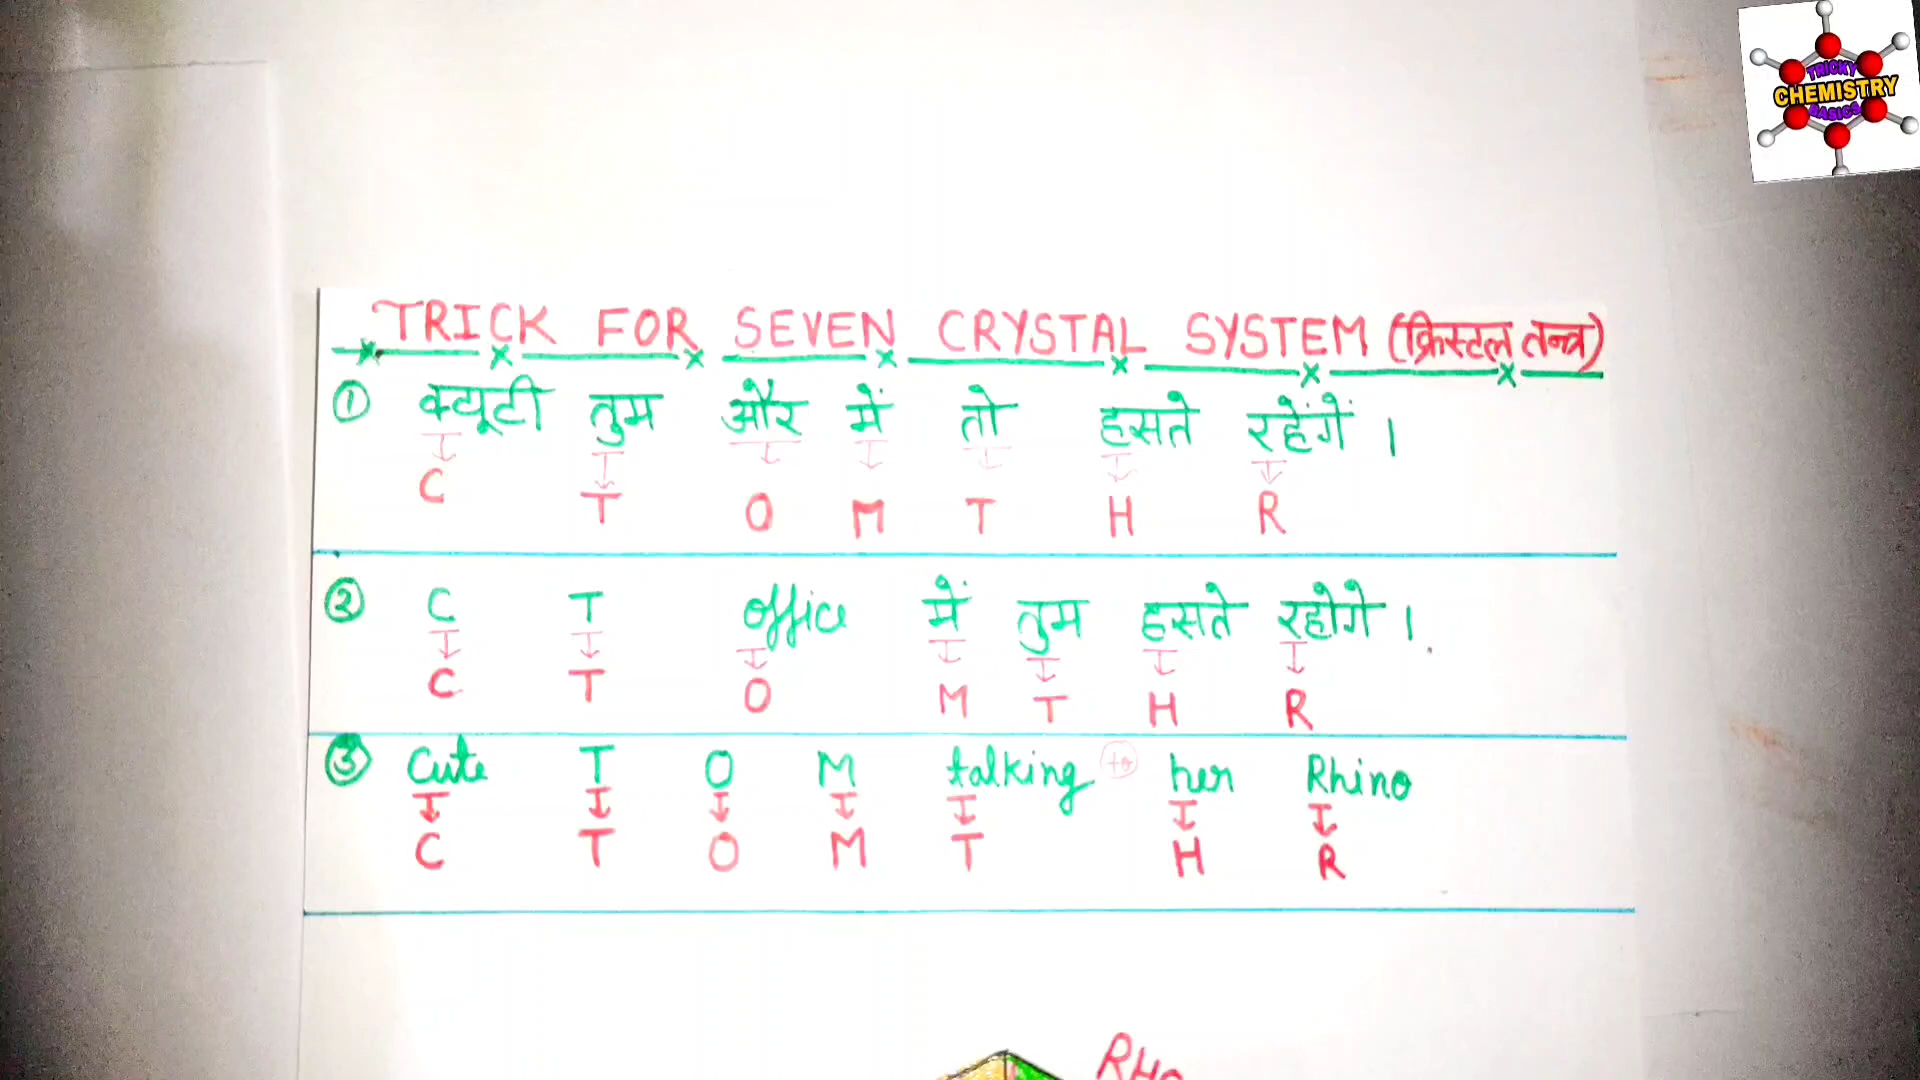 TRICKY
CHEMISTRY
BASICS
TRICK FOR SEVEN CRYSTAL SYSTEM (क्रिस्टल तन्त्र)
① क्यूटी तुम और में तो हसते रहेंगें ।
C T O M T H R
② C T office में तुम हसते रहोगे ।
C T O M T H R
③ Cute T O M talking to her Rhino
C T O M T H R